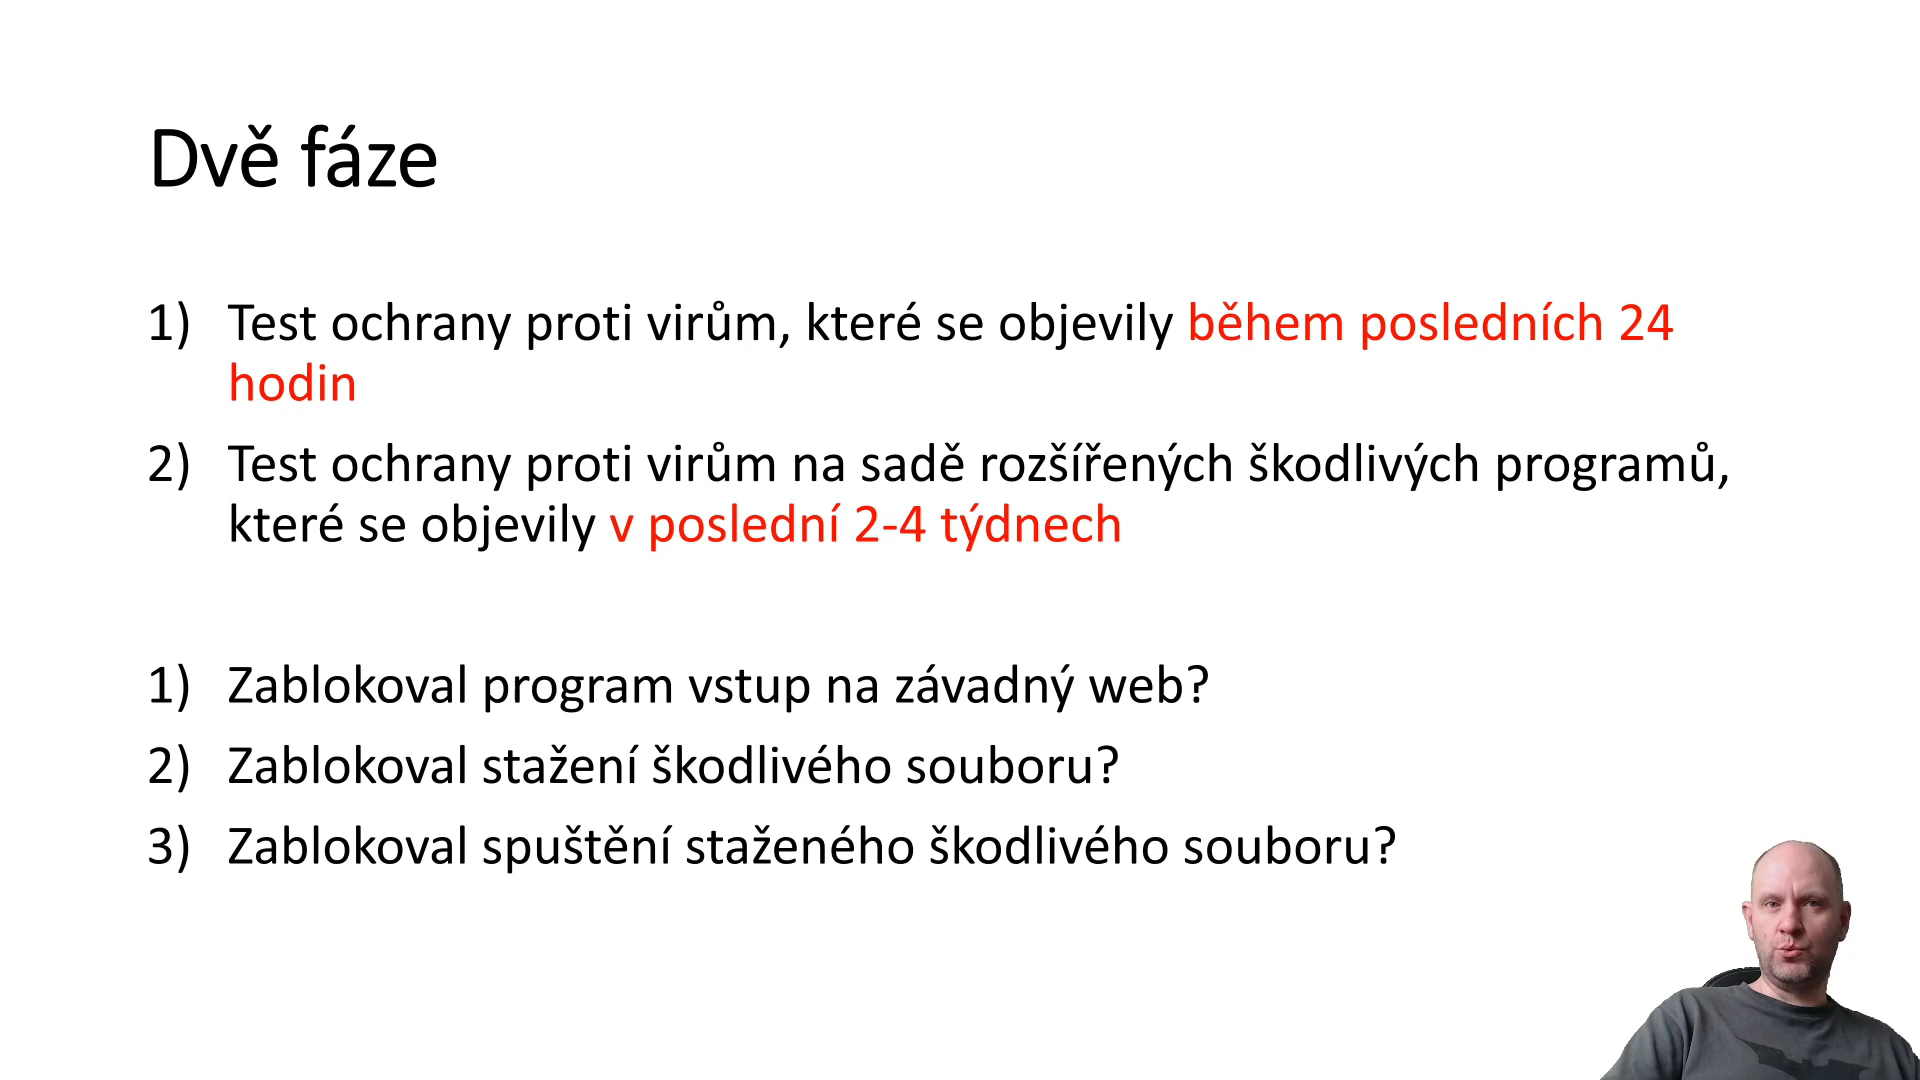 Dvě fáze
1) Test ochrany proti virům, které se objevily během posledních 24
hodin
2) Test ochrany proti virům na sadě rozšířených škodlivých programů,
které se objevily v poslední 2-4 týdnech
1) Zablokoval program vstup na závadný web?
2) Zablokoval stažení škodlivého souboru?
3) Zablokoval spuštění staženého škodlivého souboru?